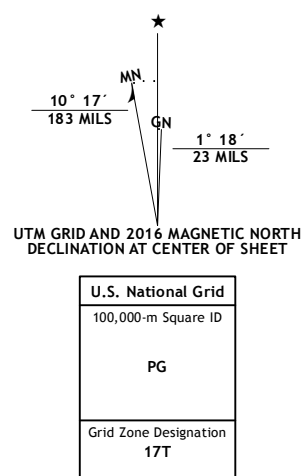 MN
10° 17´
183 MILS
GN
1° 18´
23 MILS
UTM GRID AND 2016 MAGNETIC NORTH
DECLINATION AT CENTER OF SHEET
U.S. National Grid
100,000-m Square ID
PG
Grid Zone Designation
17T